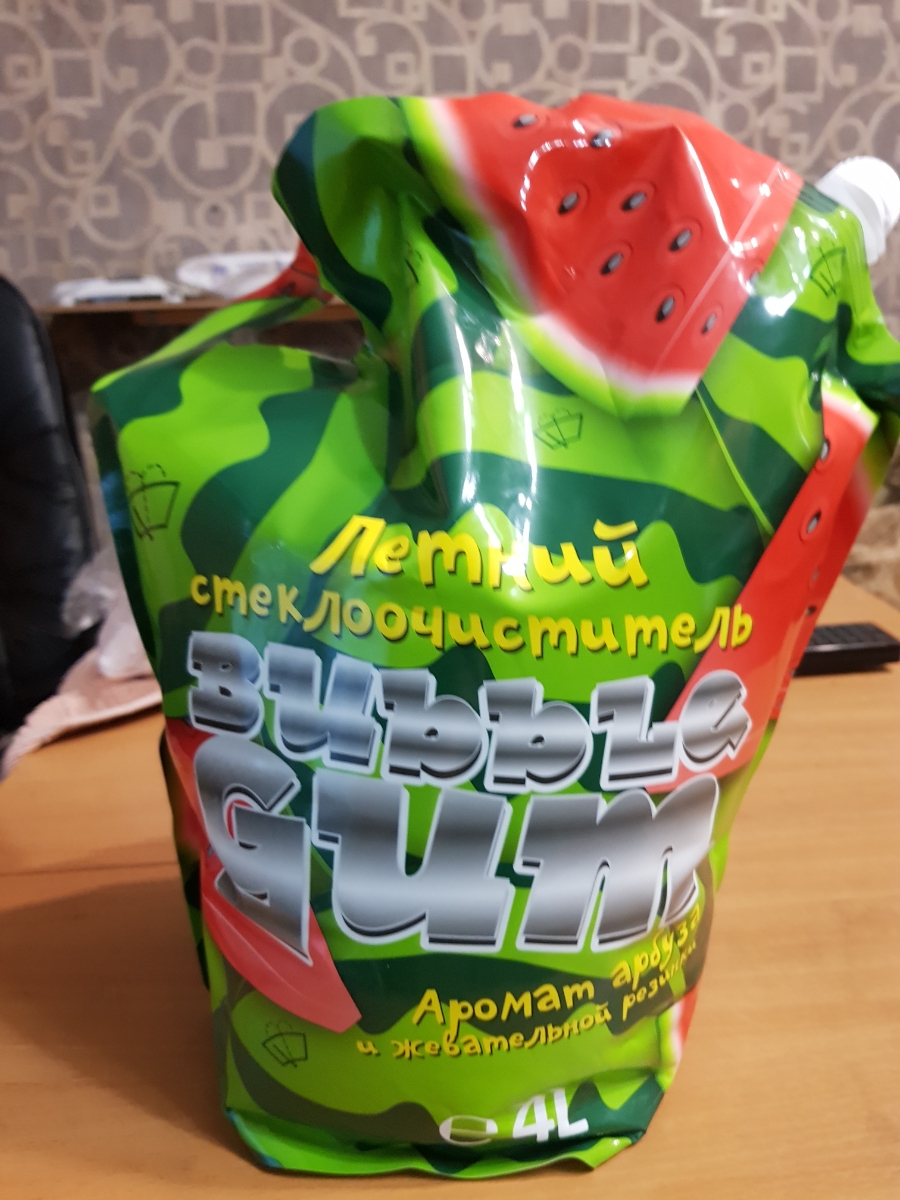 Летний
стеклоочиститель
Bubble
Gum
Аромат арбуза
и жевательной резинки
℮ 4L